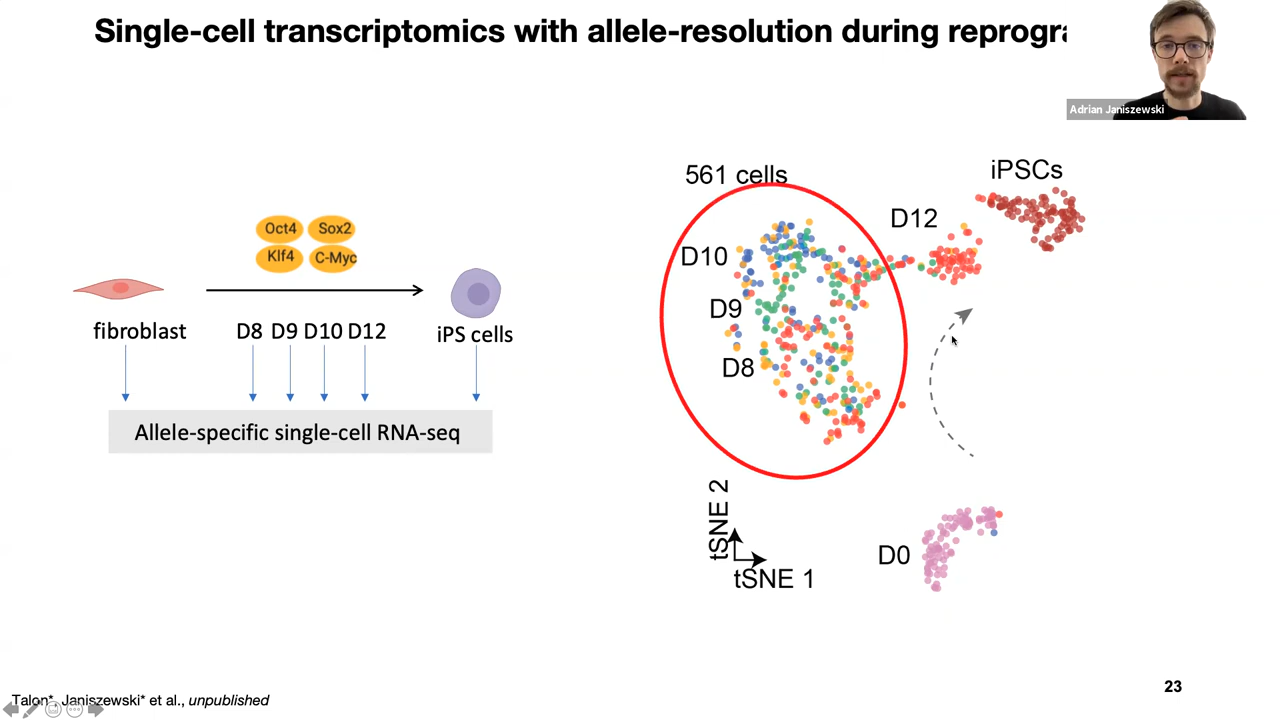 Single-cell transcriptomics with allele-resolution during reprogra
Adrian Janiszewski
Oct4 Sox2
Klf4 C-Myc
fibroblast
D8 D9 D10 D12
iPS cells
Allele-specific single-cell RNA-seq
561 cells
iPSCs
D12
D10
D9
D8
D0
tSNE 2
tSNE 1
Talon*, Janiszewski* et al., unpublished
23